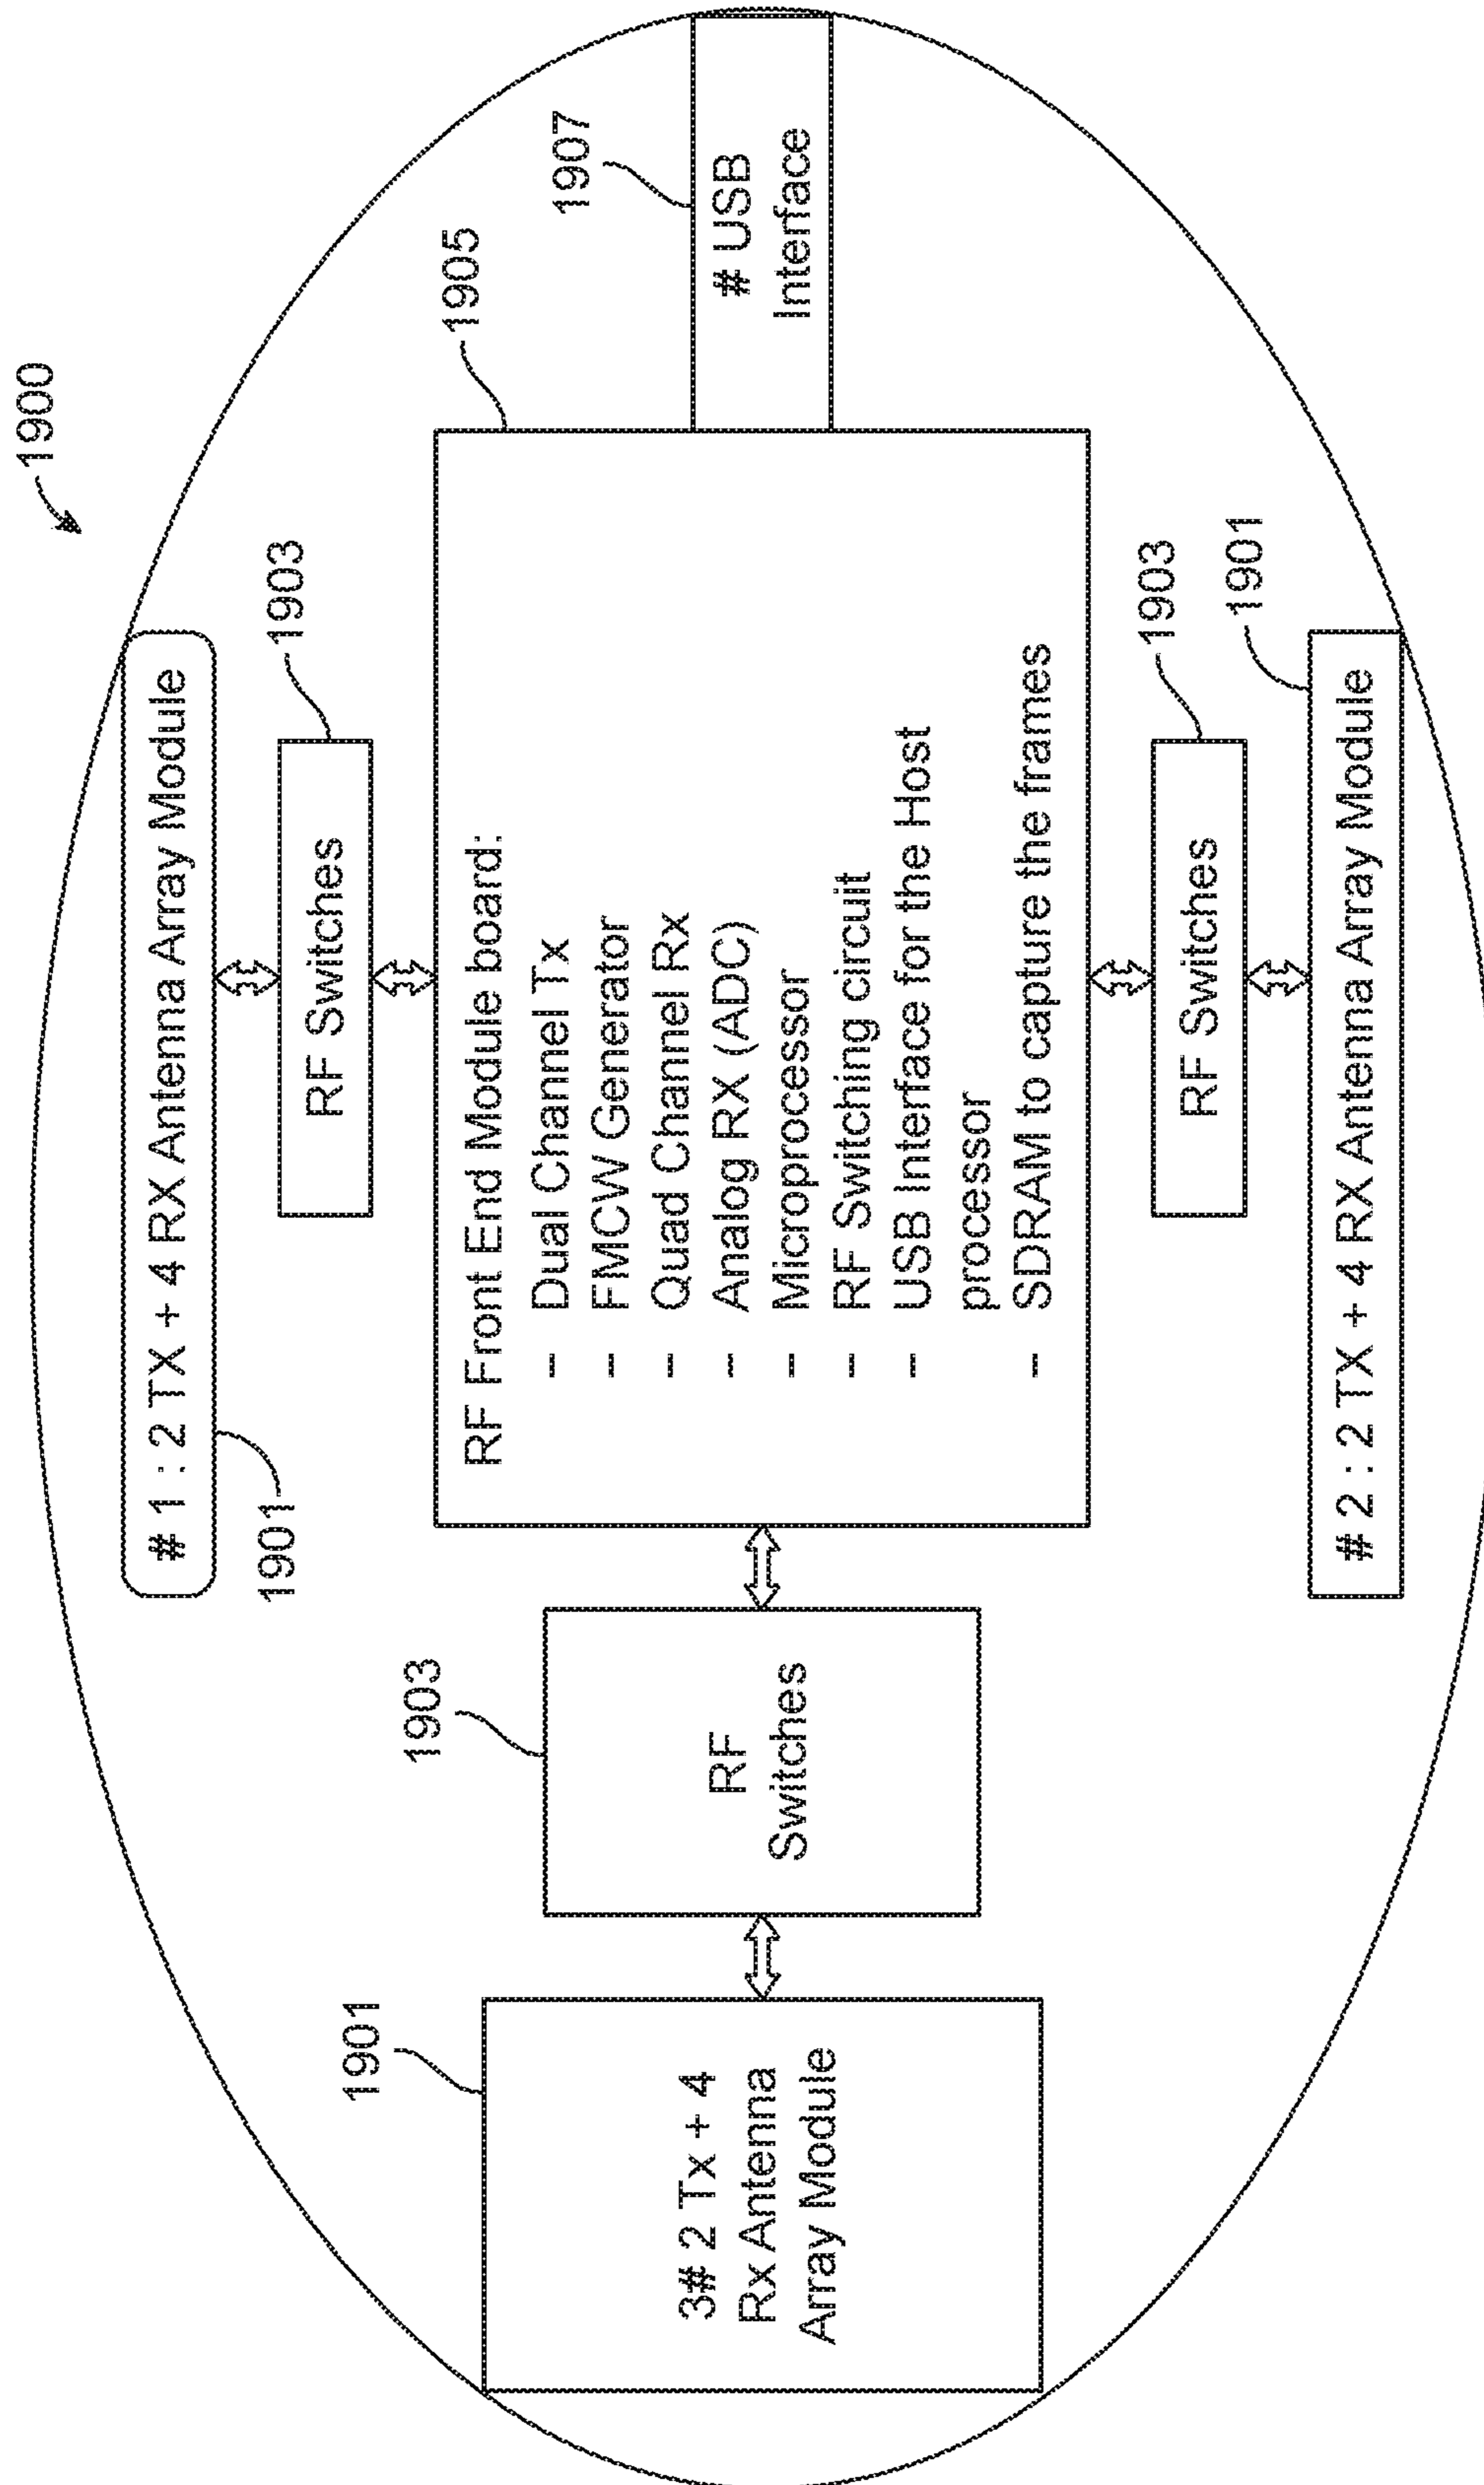 1900
# 1 : 2 TX + 4 RX Antenna Array Module
1901
1903
RF Switches
1905
RF Front End Module board:
- Dual Channel Tx
- FMCW Generator
- Quad Channel Rx
- Analog RX (ADC)
- Microprocessor
- RF Switching circuit
- USB Interface for the Host
processor
- SDRAM to capture the frames
1907
# USB
Interface
1903
RF
Switches
1901
3# 2 Tx + 4
Rx Antenna
Array Module
1903
RF Switches
1901
# 2 : 2 TX + 4 RX Antenna Array Module